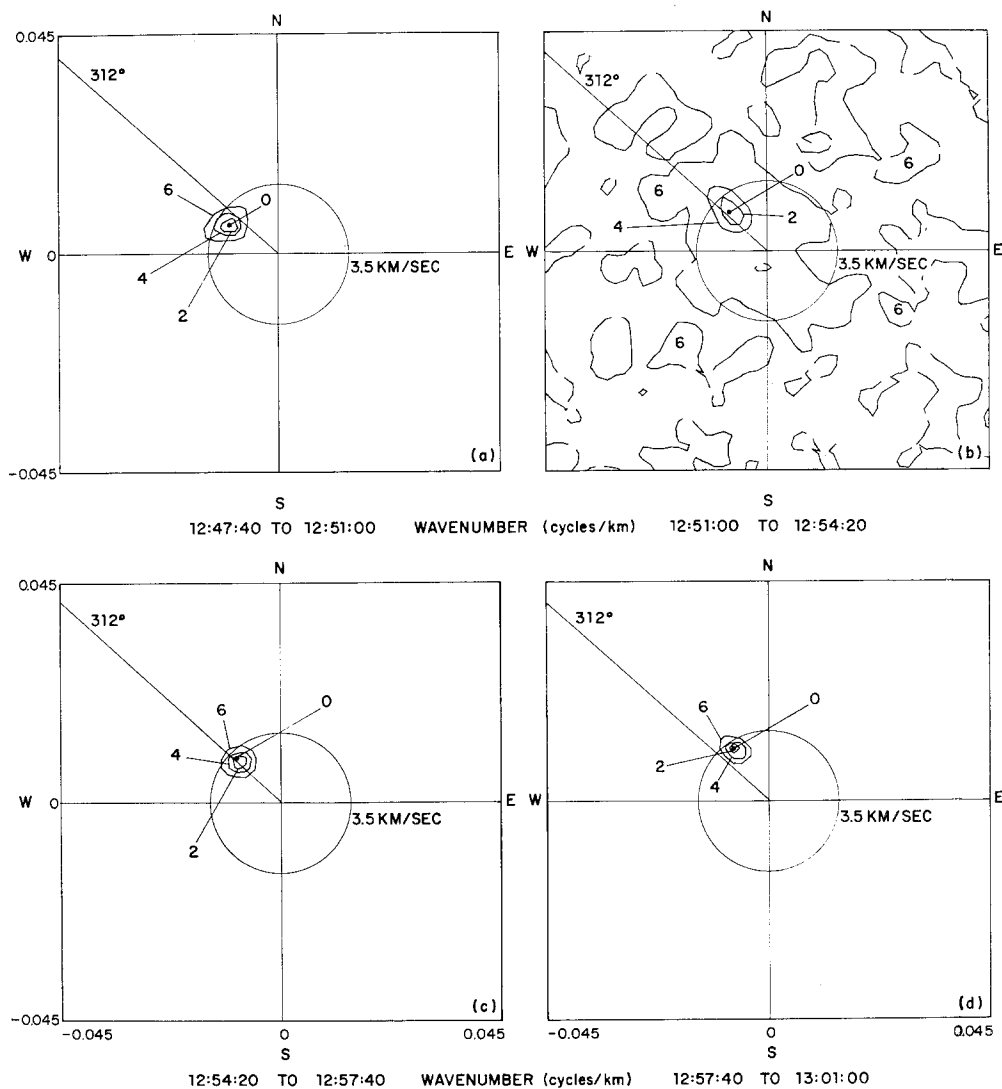 N
0.045
312°
312°
6
0
4
W 0
3.5 KM/SEC
E
2
(a)
-0.045
S
0
6
6
2
4
W
3.5 KM/SEC
E
6
6
(b)
S
12:47:40 TO 12:51:00 WAVENUMBER (cycles/km) 12:51:00 TO 12:54:20
N
0.045
312°
6
0
4
W 0
3.5 KM/SEC
E
2
(c)
-0.045
-0.045 0 0.045
S
N
312°
6
0
2
4
W
3.5 KM/SEC
E
(d)
-0.045 0 0.045
S
12:54:20 TO 12:57:40 WAVENUMBER (cycles/km) 12:57:40 TO 13:01:00